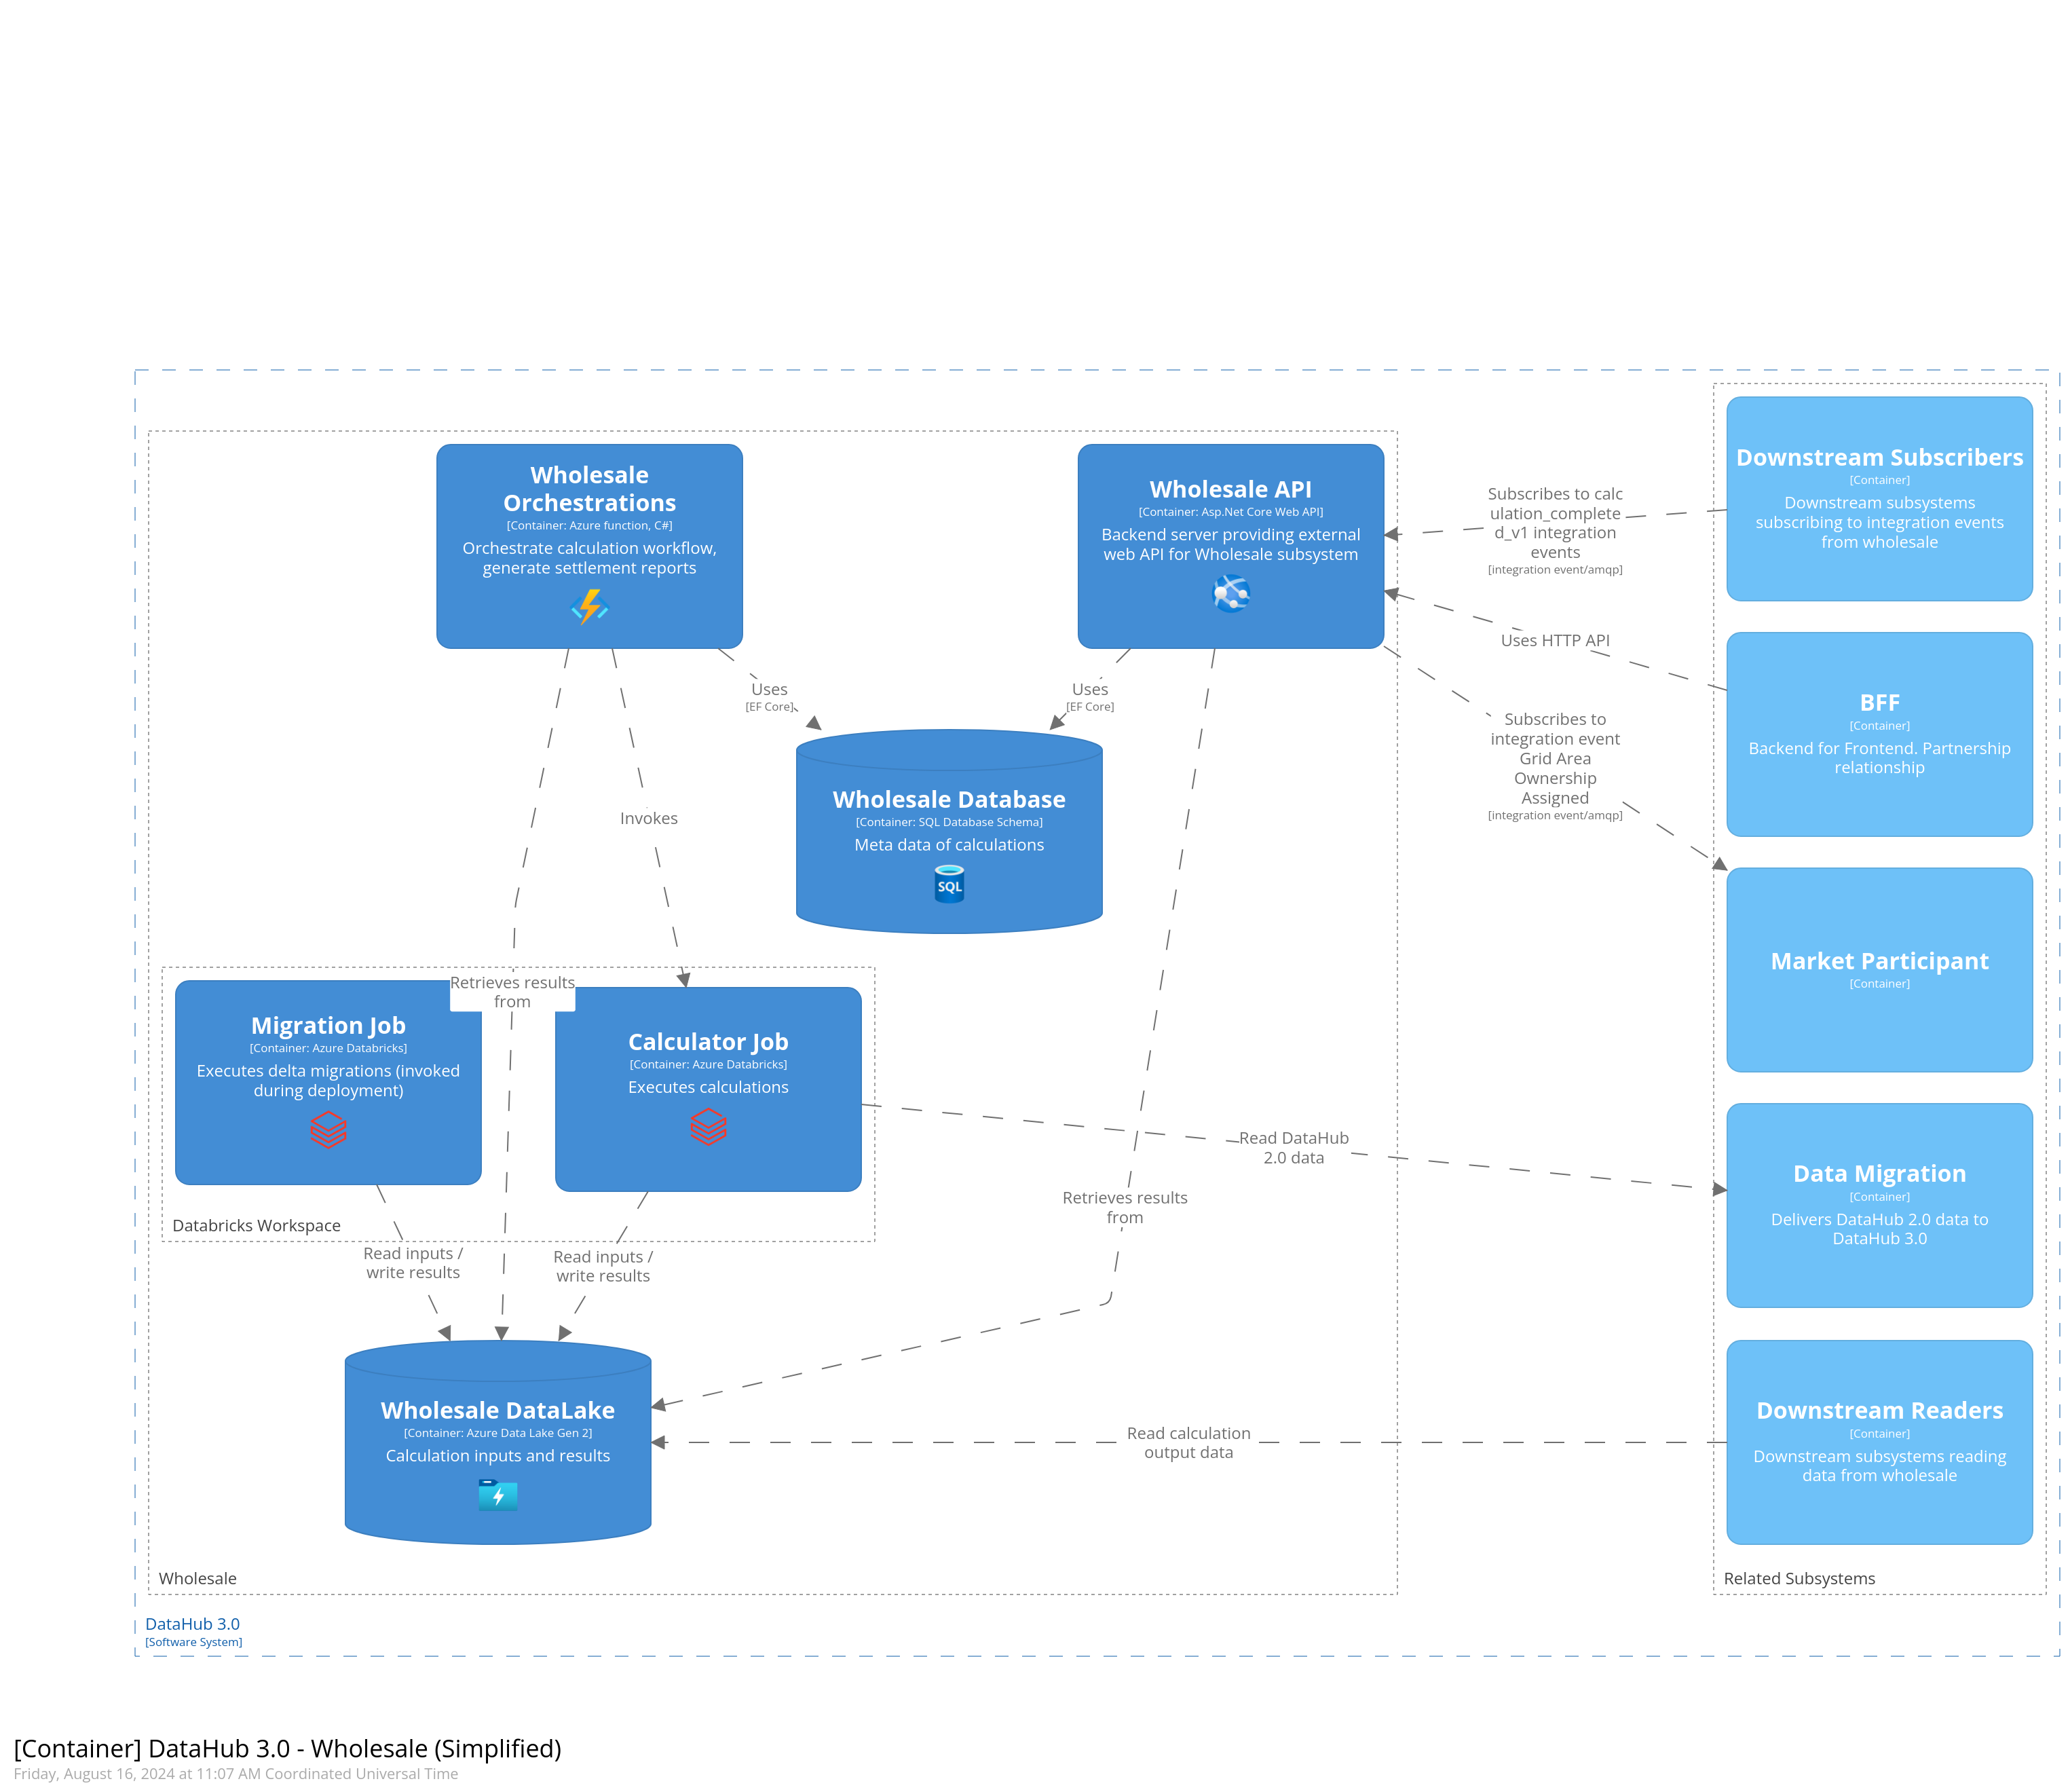 Wholesale
Orchestrations
[Container: Azure function, C#]
Orchestrate calculation workflow,
generate settlement reports
Wholesale API
[Container: Asp.Net Core Web API]
Backend server providing external
web API for Wholesale subsystem
Subscribes to calc
ulation_complete
d_v1 integration
events
[integration event/amqp]
Downstream Subscribers
[Container]
Downstream subsystems
subscribing to integration events
from wholesale
Uses HTTP API
BFF
[Container]
Backend for Frontend. Partnership
relationship
Uses
[EF Core]
Uses
[EF Core]
Subscribes to
integration event
Grid Area
Ownership
Assigned
[integration event/amqp]
Invokes
Wholesale Database
[Container: SQL Database Schema]
Meta data of calculations
SQL
Market Participant
[Container]
Retrieves results
from
Migration Job
[Container: Azure Databricks]
Executes delta migrations (invoked
during deployment)
Calculator Job
[Container: Azure Databricks]
Executes calculations
Read DataHub
2.0 data
Data Migration
[Container]
Delivers DataHub 2.0 data to
DataHub 3.0
Retrieves results
from
Databricks Workspace
Read inputs /
write results
Read inputs /
write results
Wholesale DataLake
[Container: Azure Data Lake Gen 2]
Calculation inputs and results
Read calculation
output data
Downstream Readers
[Container]
Downstream subsystems reading
data from wholesale
Wholesale
Related Subsystems
DataHub 3.0
[Software System]
[Container] DataHub 3.0 - Wholesale (Simplified)
Friday, August 16, 2024 at 11:07 AM Coordinated Universal Time